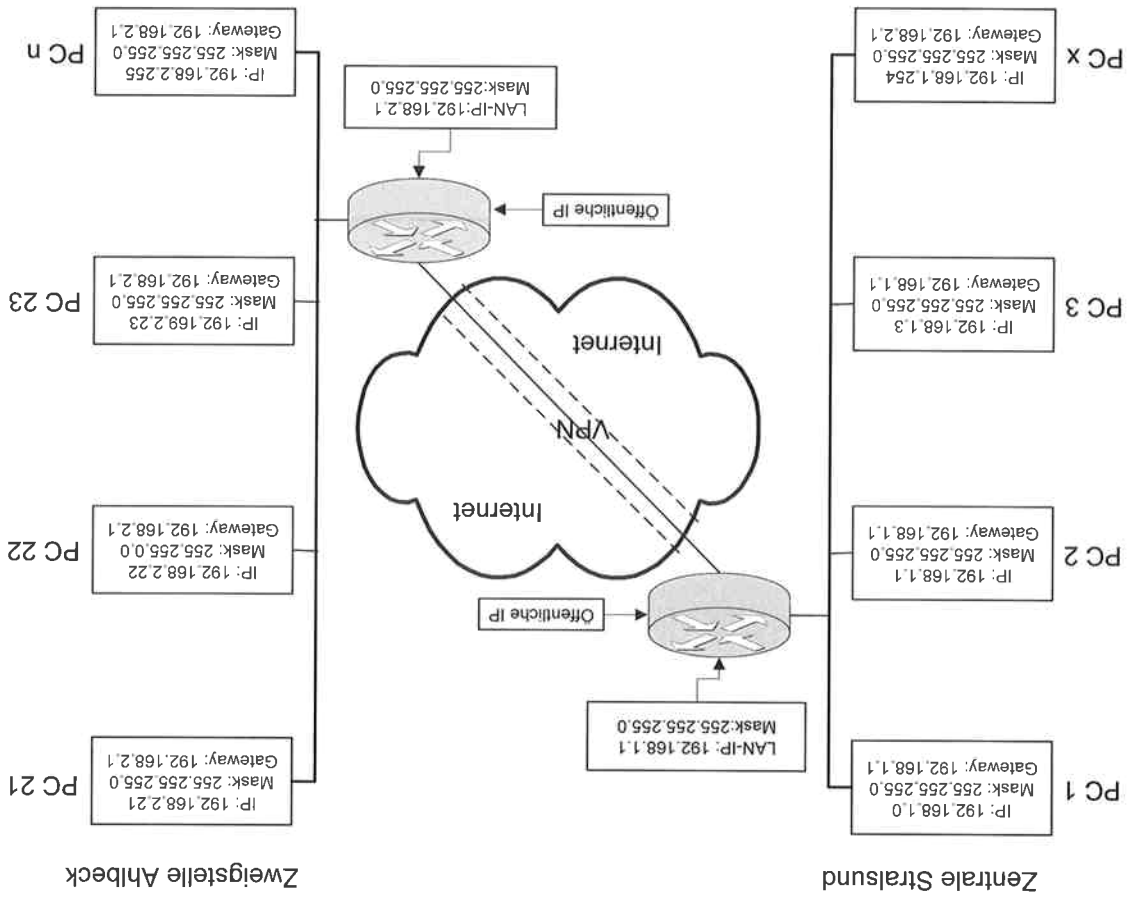 Zentrale Stralsund
Zweigstelle Ahlbeck
PC 1
IP: 192.168.1.0
Mask: 255.255.255.0
Gateway: 192.168.1.1
LAN-IP: 192.168.1.1
Mask:255.255.255.0
IP: 192.168.2.21
Mask: 255.255.255.0
Gateway: 192.168.2.1
PC 21
Öffentliche IP
PC 2
IP: 192.168.1.1
Mask: 255.255.255.0
Gateway: 192.168.1.1
Internet
IP: 192.168.2.22
Mask: 255.255.0.0
Gateway: 192.168.2.1
PC 22
VPN
PC 3
IP: 192.168.1.3
Mask: 255.255.255.0
Gateway: 192.168.1.1
Internet
IP: 192.169.2.23
Mask: 255.255.255.0
Gateway: 192.168.2.1
PC 23
Öffentliche IP
LAN-IP:192.168.2.1
Mask:255.255.255.0
PC x
IP: 192.168.1.254
Mask: 255.255.255.0
Gateway: 192.168.2.1
IP: 192.168.2.255
Mask: 255.255.255.0
Gateway: 192.168.2.1
PC n